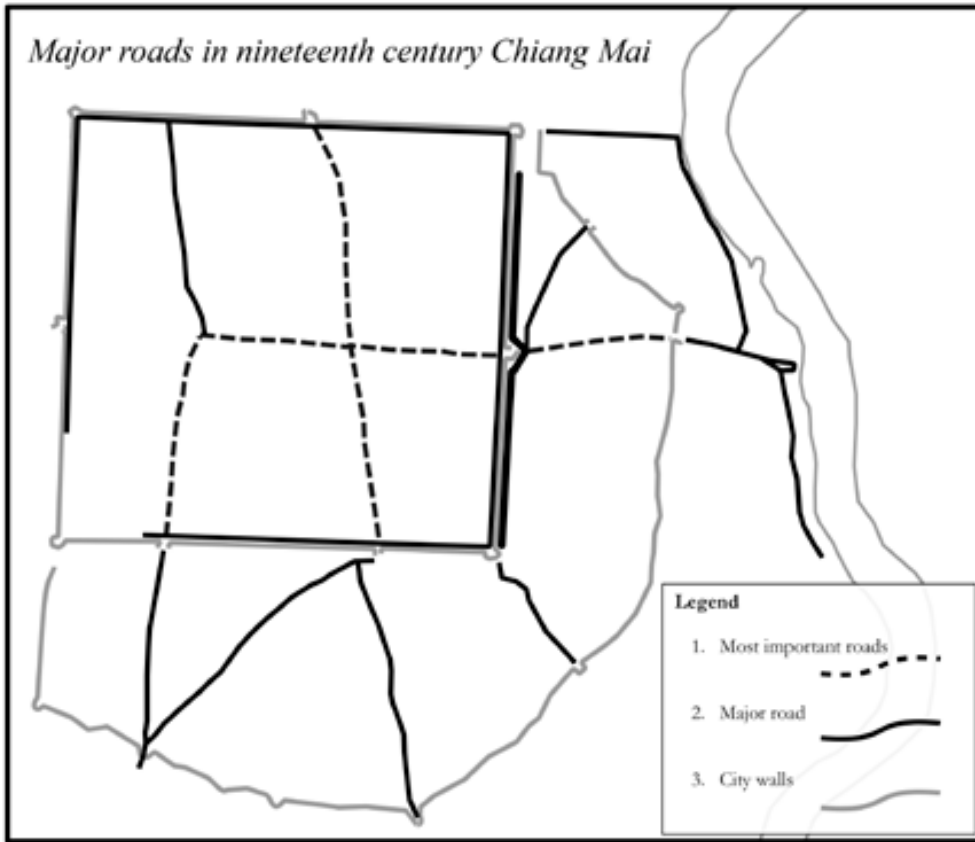 Major roads in nineteenth century Chiang Mai
Legend
1. Most important roads
2. Major road
3. City walls